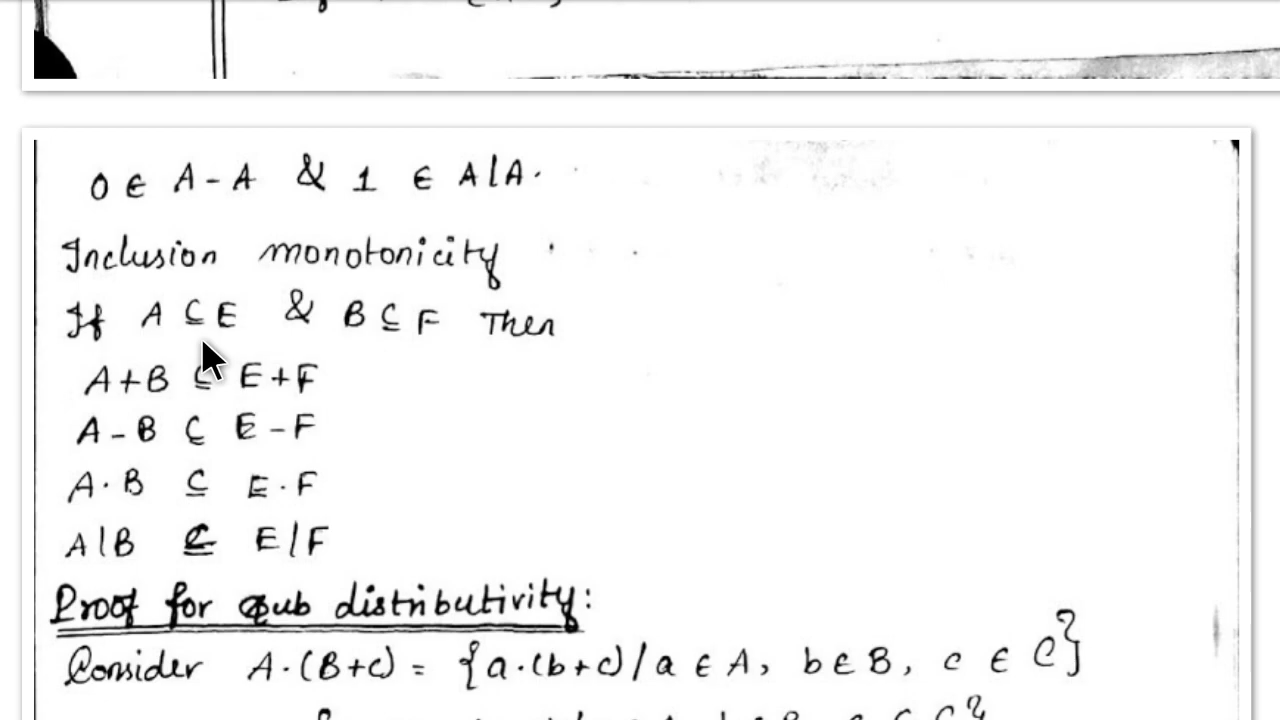 0 ∈ A - A & 1 ∈ A/A.
Inclusion monotonicity
If A ⊆ E & B ⊆ F Then
A+B ⊆ E+F
A-B ⊆ E-F
A·B ⊆ E·F
A/B ⊆ E/F
Proof for sub distributivity:
Consider A·(B+C) = {a·(b+c)/a ∈ A, b ∈ B, c ∈ C}